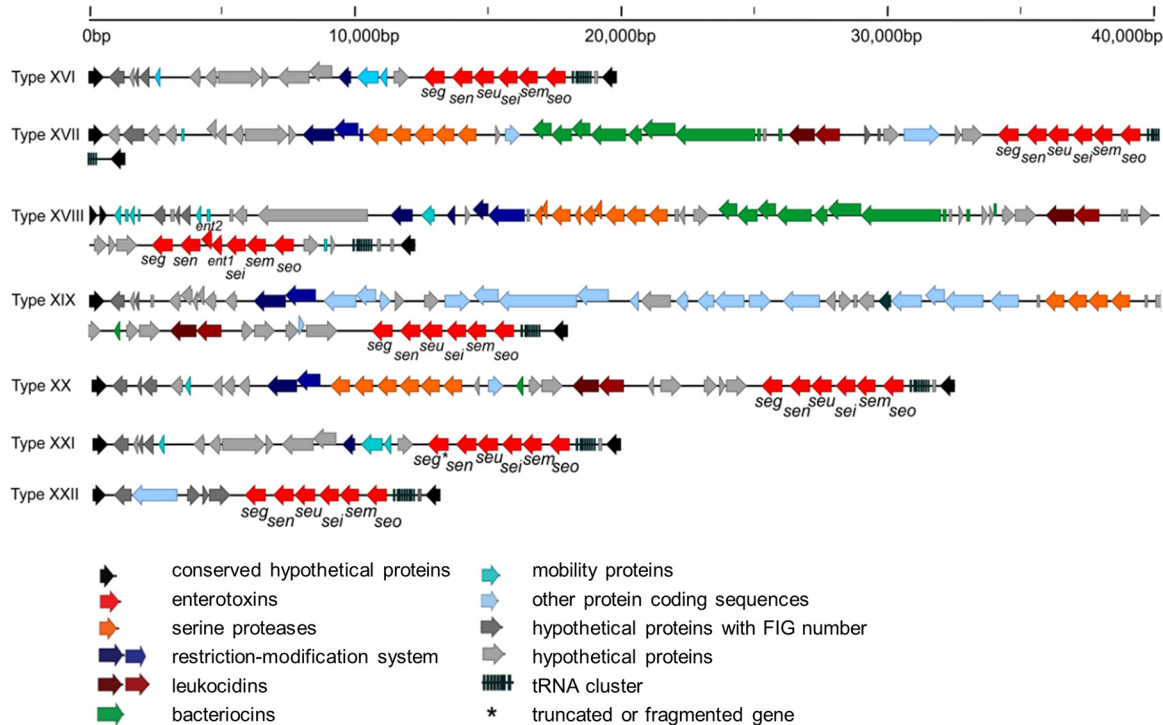 0bp 10,000bp 20,000bp 30,000bp 40,000bp
Type XVI
seg sen seu sei sem seo
Type XVII
seg sen seu sei sem seo
Type XVIII
ent2
seg sen ent1 sei sem seo
Type XIX
seg sen seu sei sem seo
Type XX
seg sen seu sei sem seo
Type XXI
seg* sen seu sei sem seo
Type XXII
seg sen seu sei sem seo
conserved hypothetical proteins
enterotoxins
serine proteases
restriction-modification system
leukocidins
bacteriocins
mobility proteins
other protein coding sequences
hypothetical proteins with FIG number
hypothetical proteins
tRNA cluster
* truncated or fragmented gene